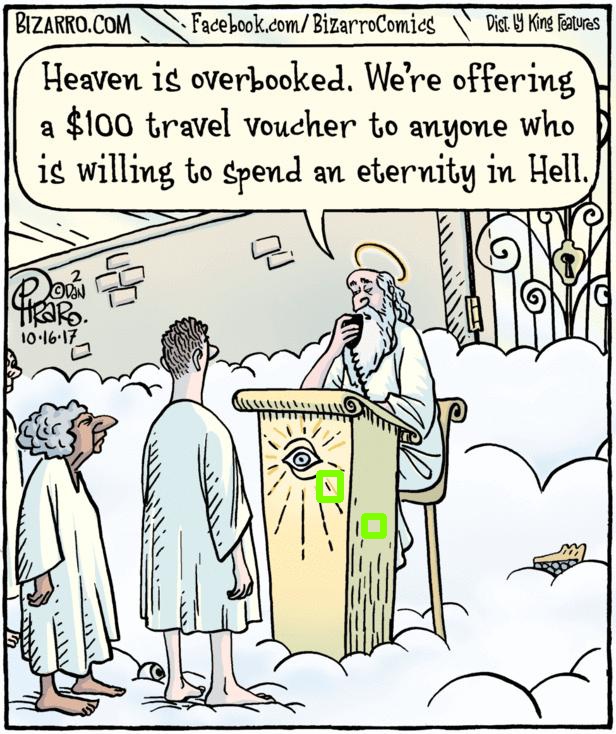 BIZARRO.COM Facebook.com/BizarroComics Dist. by King Features
Heaven is overbooked. We're offering
a $100 travel voucher to anyone who
is willing to spend an eternity in Hell.
2
©DAN
PIRARO.
10·16·17